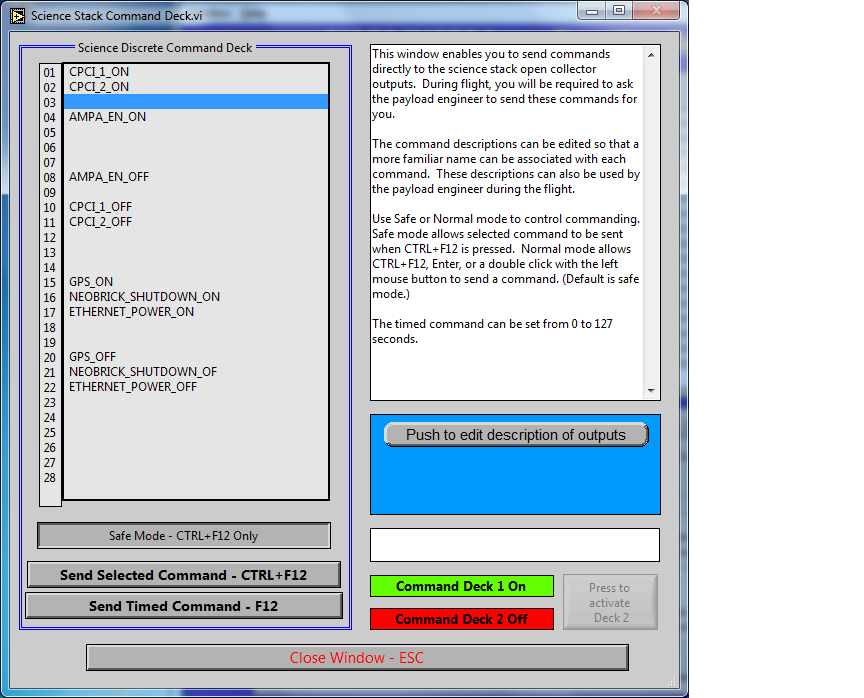 Science Stack Command Deck.vi
Science Discrete Command Deck
01 CPCI_1_ON
02 CPCI_2_ON
03
04 AMPA_EN_ON
05
06
07
08 AMPA_EN_OFF
09
10 CPCI_1_OFF
11 CPCI_2_OFF
12
13
14
15 GPS_ON
16 NEOBRICK_SHUTDOWN_ON
17 ETHERNET_POWER_ON
18
19
20 GPS_OFF
21 NEOBRICK_SHUTDOWN_OF
22 ETHERNET_POWER_OFF
23
24
25
26
27
28
Safe Mode - CTRL+F12 Only
Send Selected Command - CTRL+F12
Send Timed Command - F12
This window enables you to send commands
directly to the science stack open collector
outputs. During flight, you will be required to ask
the payload engineer to send these commands for
you.
The command descriptions can be edited so that a
more familiar name can be associated with each
command. These descriptions can also be used by
the payload engineer during the flight.
Use Safe or Normal mode to control commanding.
Safe mode allows selected command to be sent
when CTRL+F12 is pressed. Normal mode allows
CTRL+F12, Enter, or a double click with the left
mouse button to send a command. (Default is safe
mode.)
The timed command can be set from 0 to 127
seconds.
Push to edit description of outputs
Command Deck 1 On
Command Deck 2 Off
Press to
activate
Deck 2
Close Window - ESC